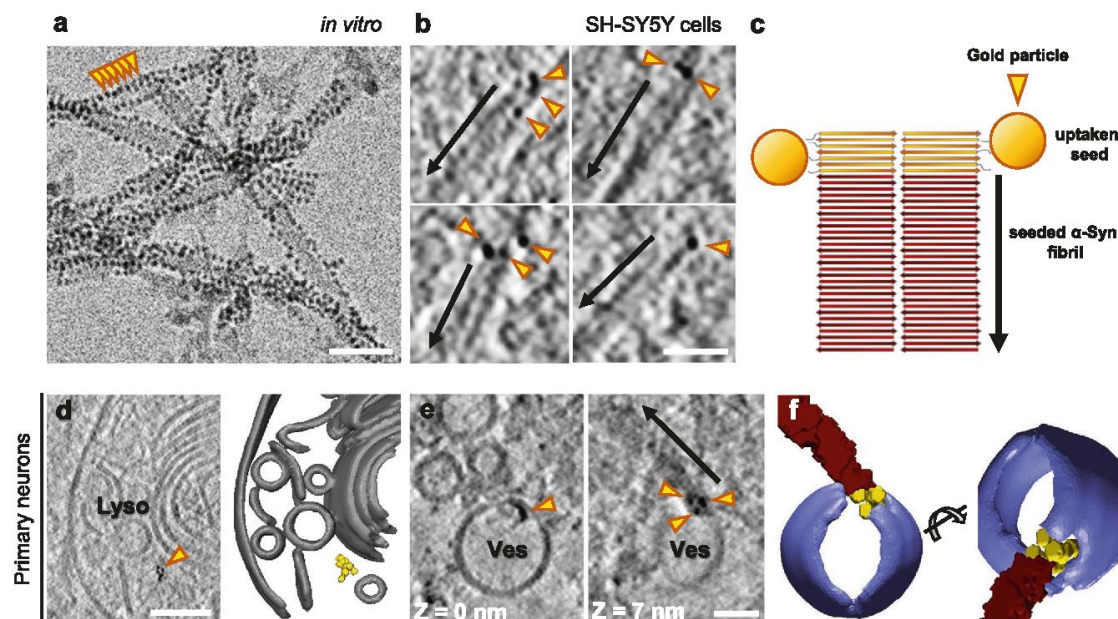 a
in vitro
b
SH-SY5Y cells
c
Gold particle
uptaken
seed
seeded α-Syn
fibril
Primary neurons
d
Lyso
e
Ves
Z = 0 nm
Ves
Z = 7 nm
f